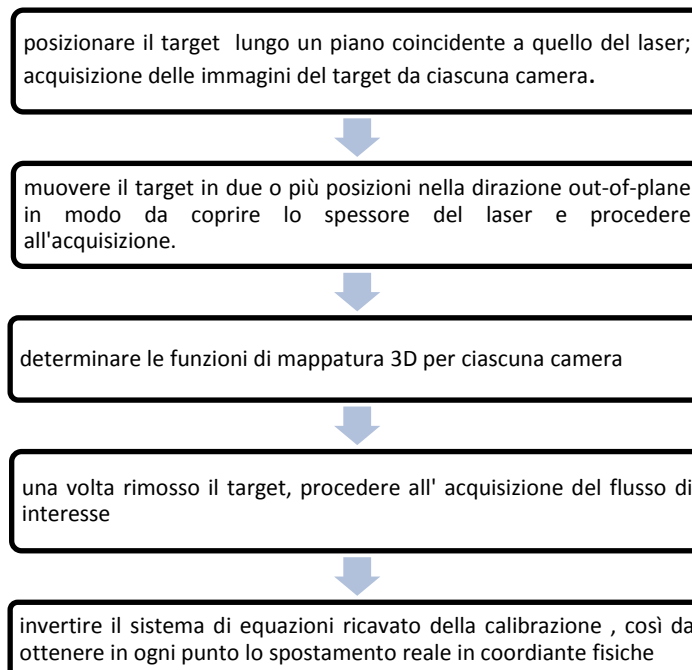 posizionare il target lungo un piano coincidente a quello del laser;
acquisizione delle immagini del target da ciascuna camera.
muovere il target in due o più posizioni nella dirazione out-of-plane
in modo da coprire lo spessore del laser e procedere
all'acquisizione.
determinare le funzioni di mappatura 3D per ciascuna camera
una volta rimosso il target, procedere all' acquisizione del flusso di
interesse
invertire il sistema di equazioni ricavato della calibrazione , così da
ottenere in ogni punto lo spostamento reale in coordiante fisiche